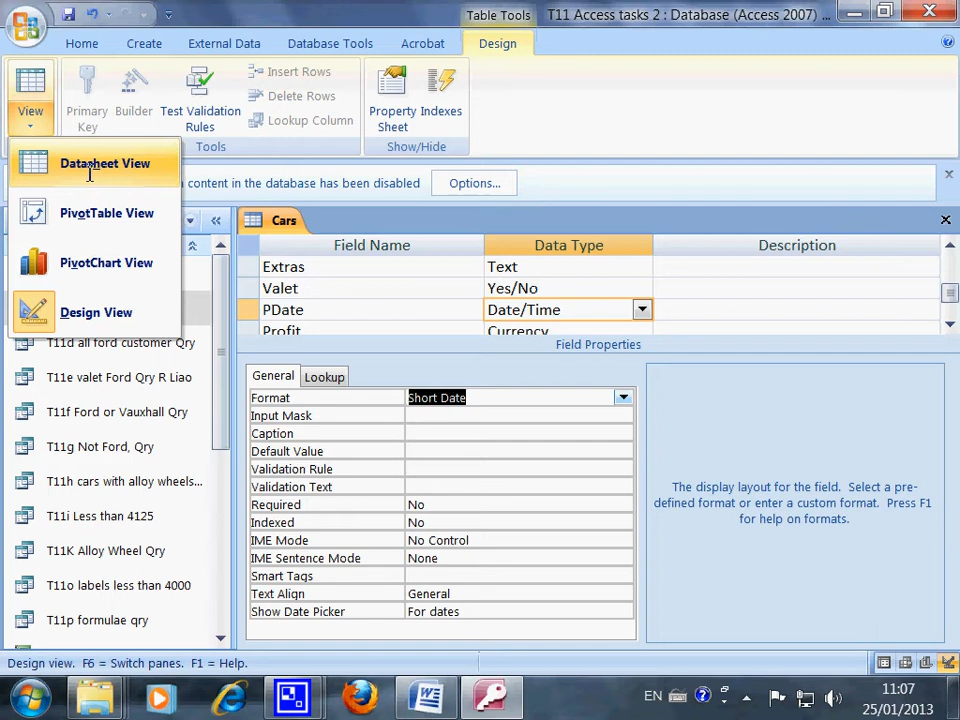 Table Tools
T11 Access tasks 2 : Database (Access 2007) ...
Home
Create
External Data
Database Tools
Acrobat
Design
View
Primary
Key
Builder
Test Validation
Rules
Insert Rows
Delete Rows
Lookup Column
Property
Sheet
Indexes
Tools
Show/Hide
Datasheet View
PivotTable View
PivotChart View
Design View
content in the database has been disabled
Options...
Cars
Field Name
Data Type
Description
Extras
Text
Valet
Yes/No
PDate
Date/Time
Profit
Currency
Field Properties
T11d all ford customer Qry
T11e valet Ford Qry R Liao
T11f Ford or Vauxhall Qry
T11g Not Ford, Qry
T11h cars with alloy wheels...
T11i Less than 4125
T11K Alloy Wheel Qry
T11o labels less than 4000
T11p formulae qry
General
Lookup
Format
Short Date
Input Mask
Caption
Default Value
Validation Rule
Validation Text
Required
No
Indexed
No
IME Mode
No Control
IME Sentence Mode
None
Smart Tags
Text Align
General
Show Date Picker
For dates
The display layout for the field. Select a pre-
defined format or enter a custom format. Press F1
for help on formats.
Design view. F6 = Switch panes. F1 = Help.
EN
11:07
25/01/2013